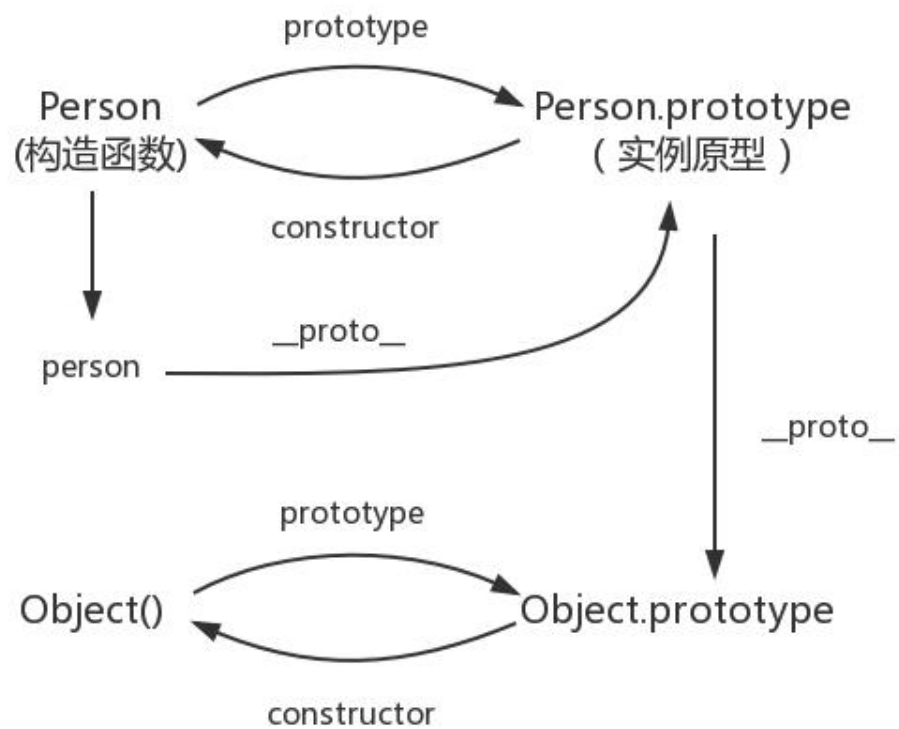 prototype
Person
Person.prototype
(构造函数)
（实例原型）
constructor
__proto__
person
__proto__
prototype
Object()
Object.prototype
constructor